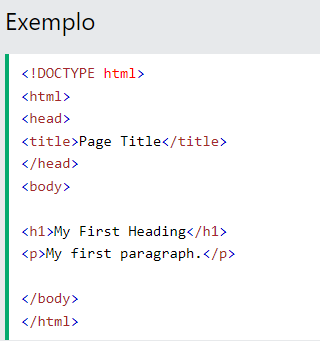 Exemplo
<!DOCTYPE html>
<html>
<head>
<title>Page Title</title>
</head>
<body>
<h1>My First Heading</h1>
<p>My first paragraph.</p>
</body>
</html>